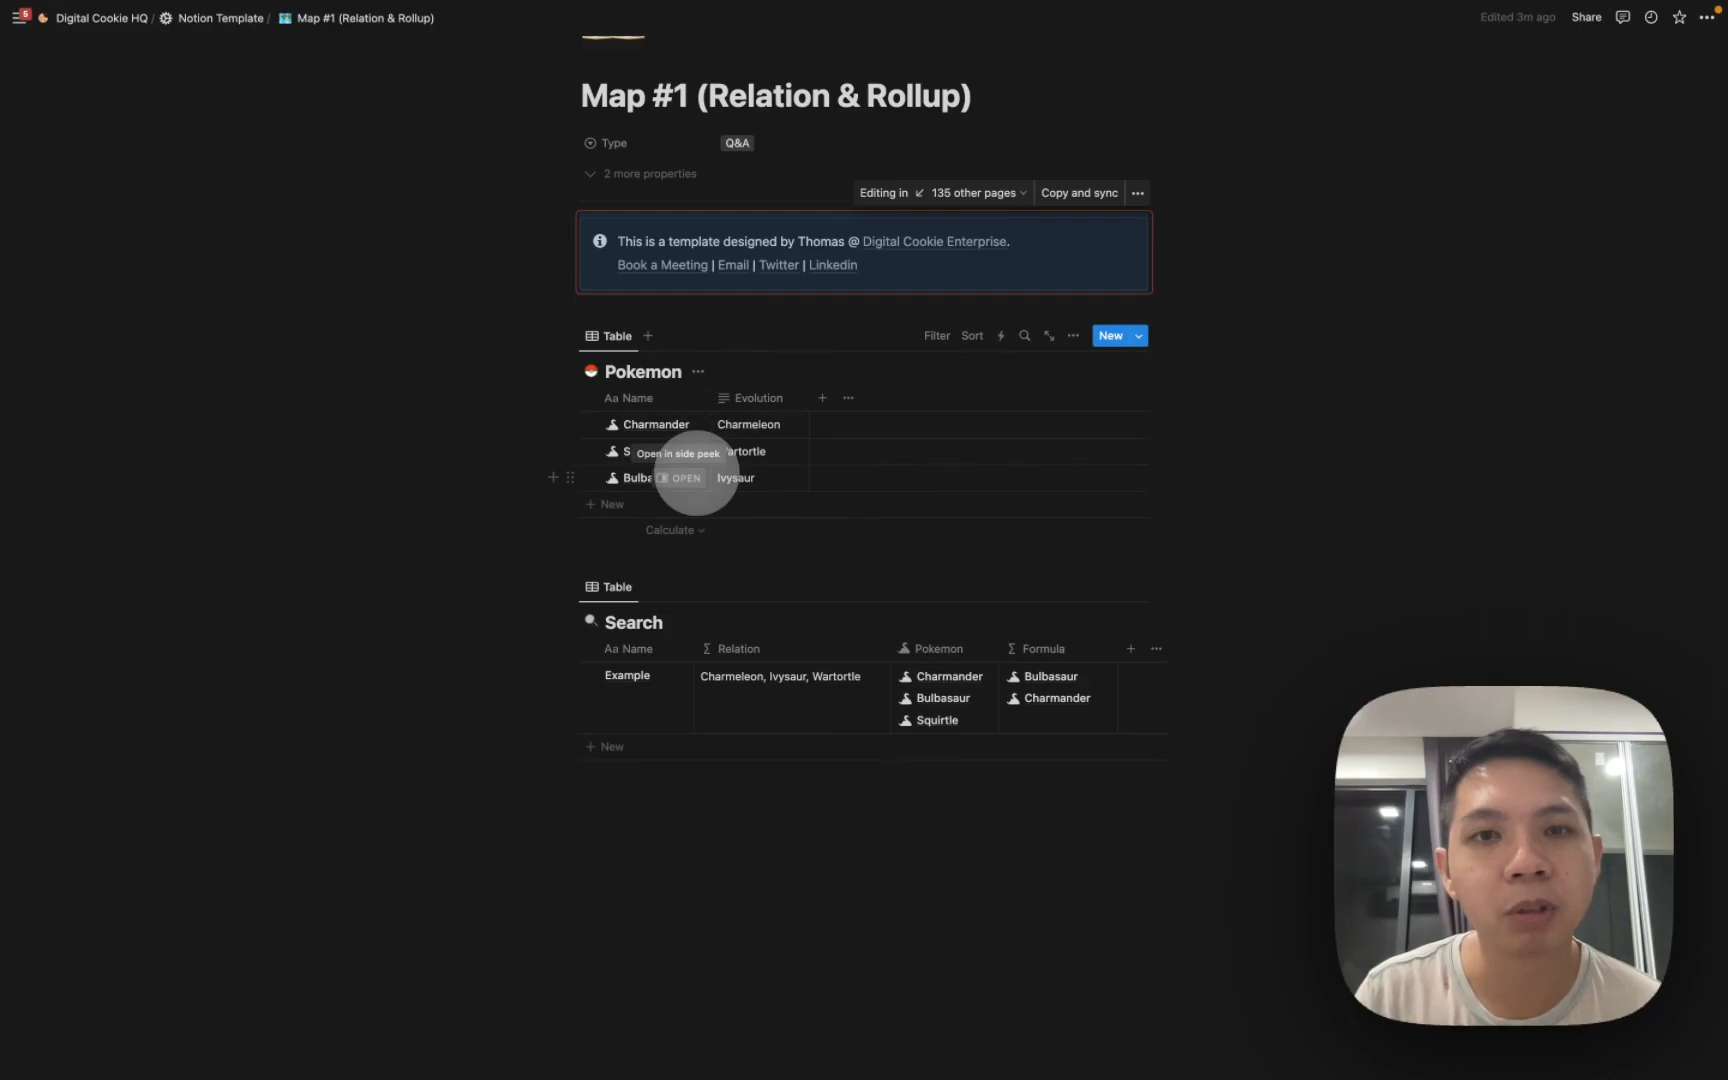 5 Digital Cookie HQ / Notion Template / Map #1 (Relation & Rollup)
Edited 3m ago Share
Map #1 (Relation & Rollup)
Type Q&A
2 more properties
Editing in 135 other pages Copy and sync
This is a template designed by Thomas @ Digital Cookie Enterprise.
Book a Meeting | Email | Twitter | Linkedin
Table
Filter Sort New
Pokemon
Aa Name Evolution
Charmander Charmeleon
S Open in side peek artortle
Bulba OPEN Ivysaur
New
Calculate
Table
Search
Aa Name Σ Relation Pokemon Σ Formula
Example Charmeleon, Ivysaur, Wartortle Charmander Bulbasaur
Bulbasaur Charmander
Squirtle
New